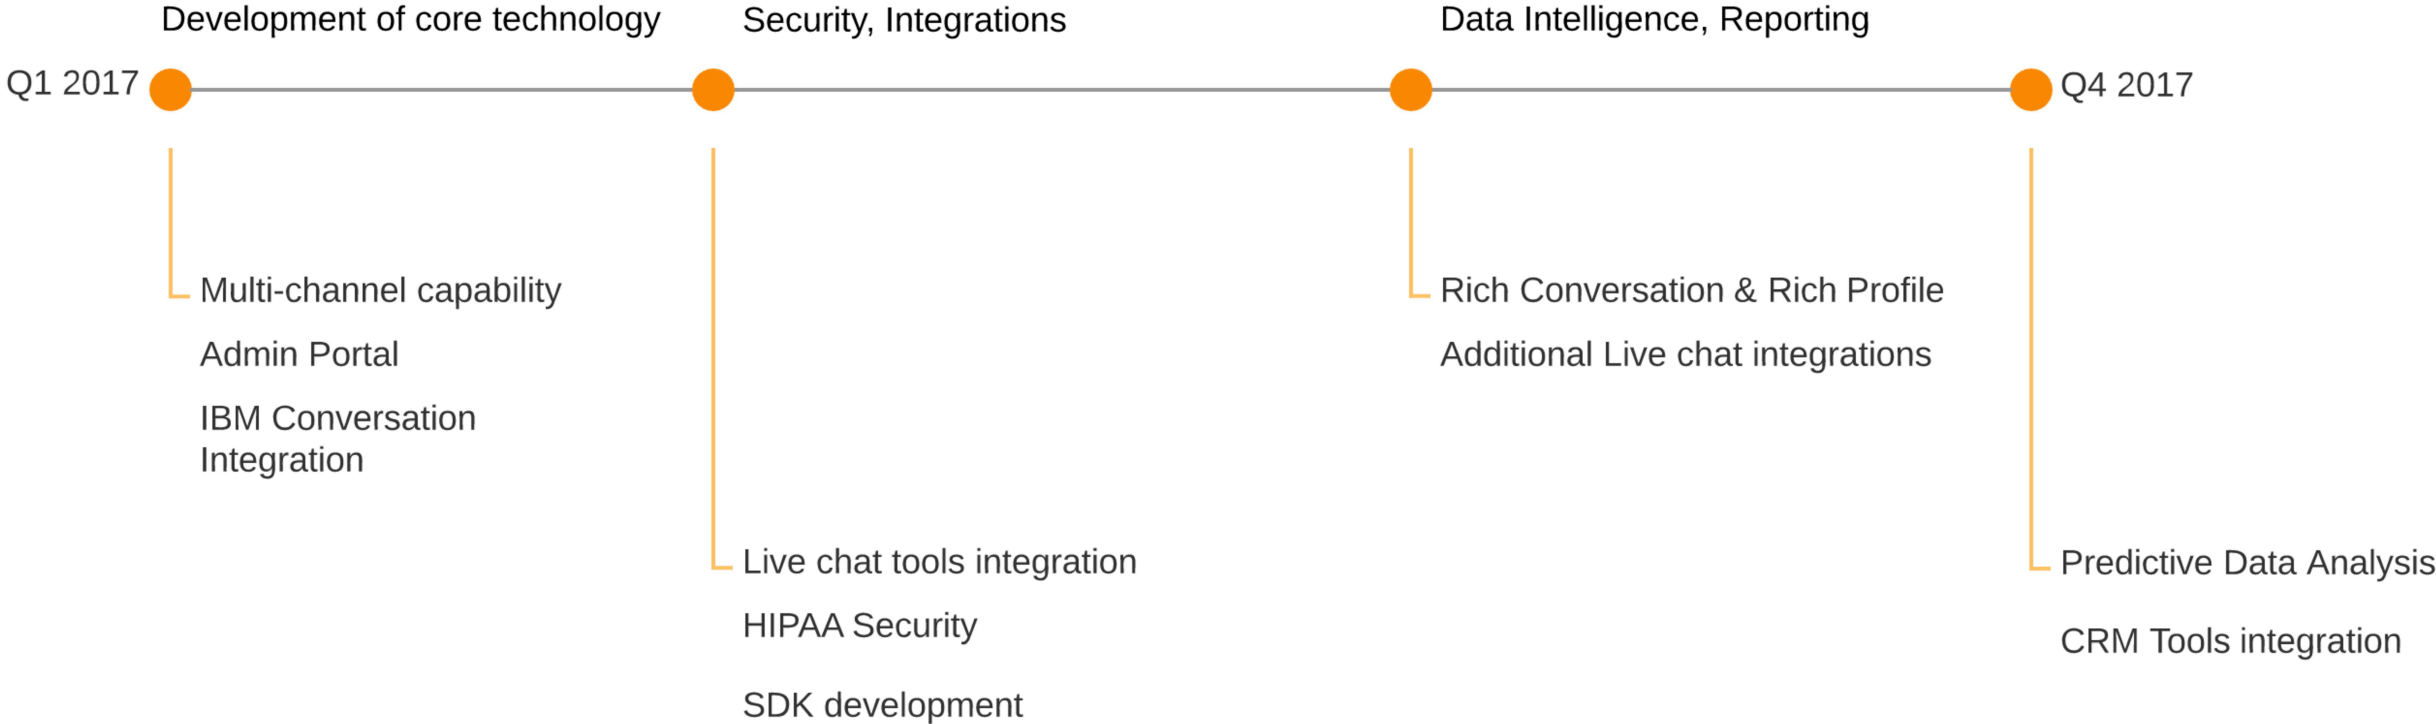 Development of core technology
Security, Integrations
Data Intelligence, Reporting
Q1 2017
Q4 2017
Multi-channel capability
Admin Portal
IBM Conversation
Integration
Live chat tools integration
HIPAA Security
SDK development
Rich Conversation & Rich Profile
Additional Live chat integrations
Predictive Data Analysis
CRM Tools integration